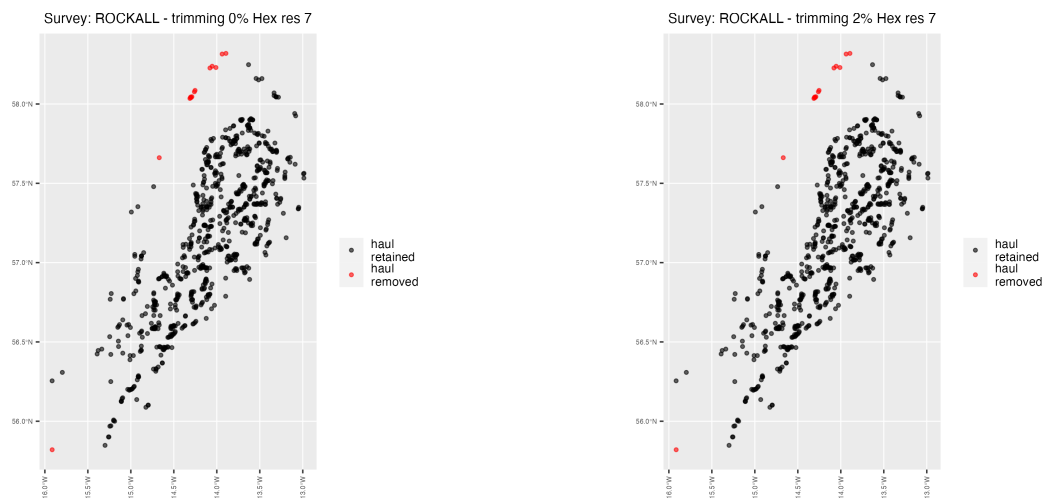 Survey: ROCKALL - trimming 0% Hex res 7
58.0°N
57.5°N
57.0°N
56.5°N
56.0°N
16.0°W
15.5°W
15.0°W
14.5°W
14.0°W
13.5°W
13.0°W
haul
retained
haul
removed
Survey: ROCKALL - trimming 2% Hex res 7
58.0°N
57.5°N
57.0°N
56.5°N
56.0°N
16.0°W
15.5°W
15.0°W
14.5°W
14.0°W
13.5°W
13.0°W
haul
retained
haul
removed